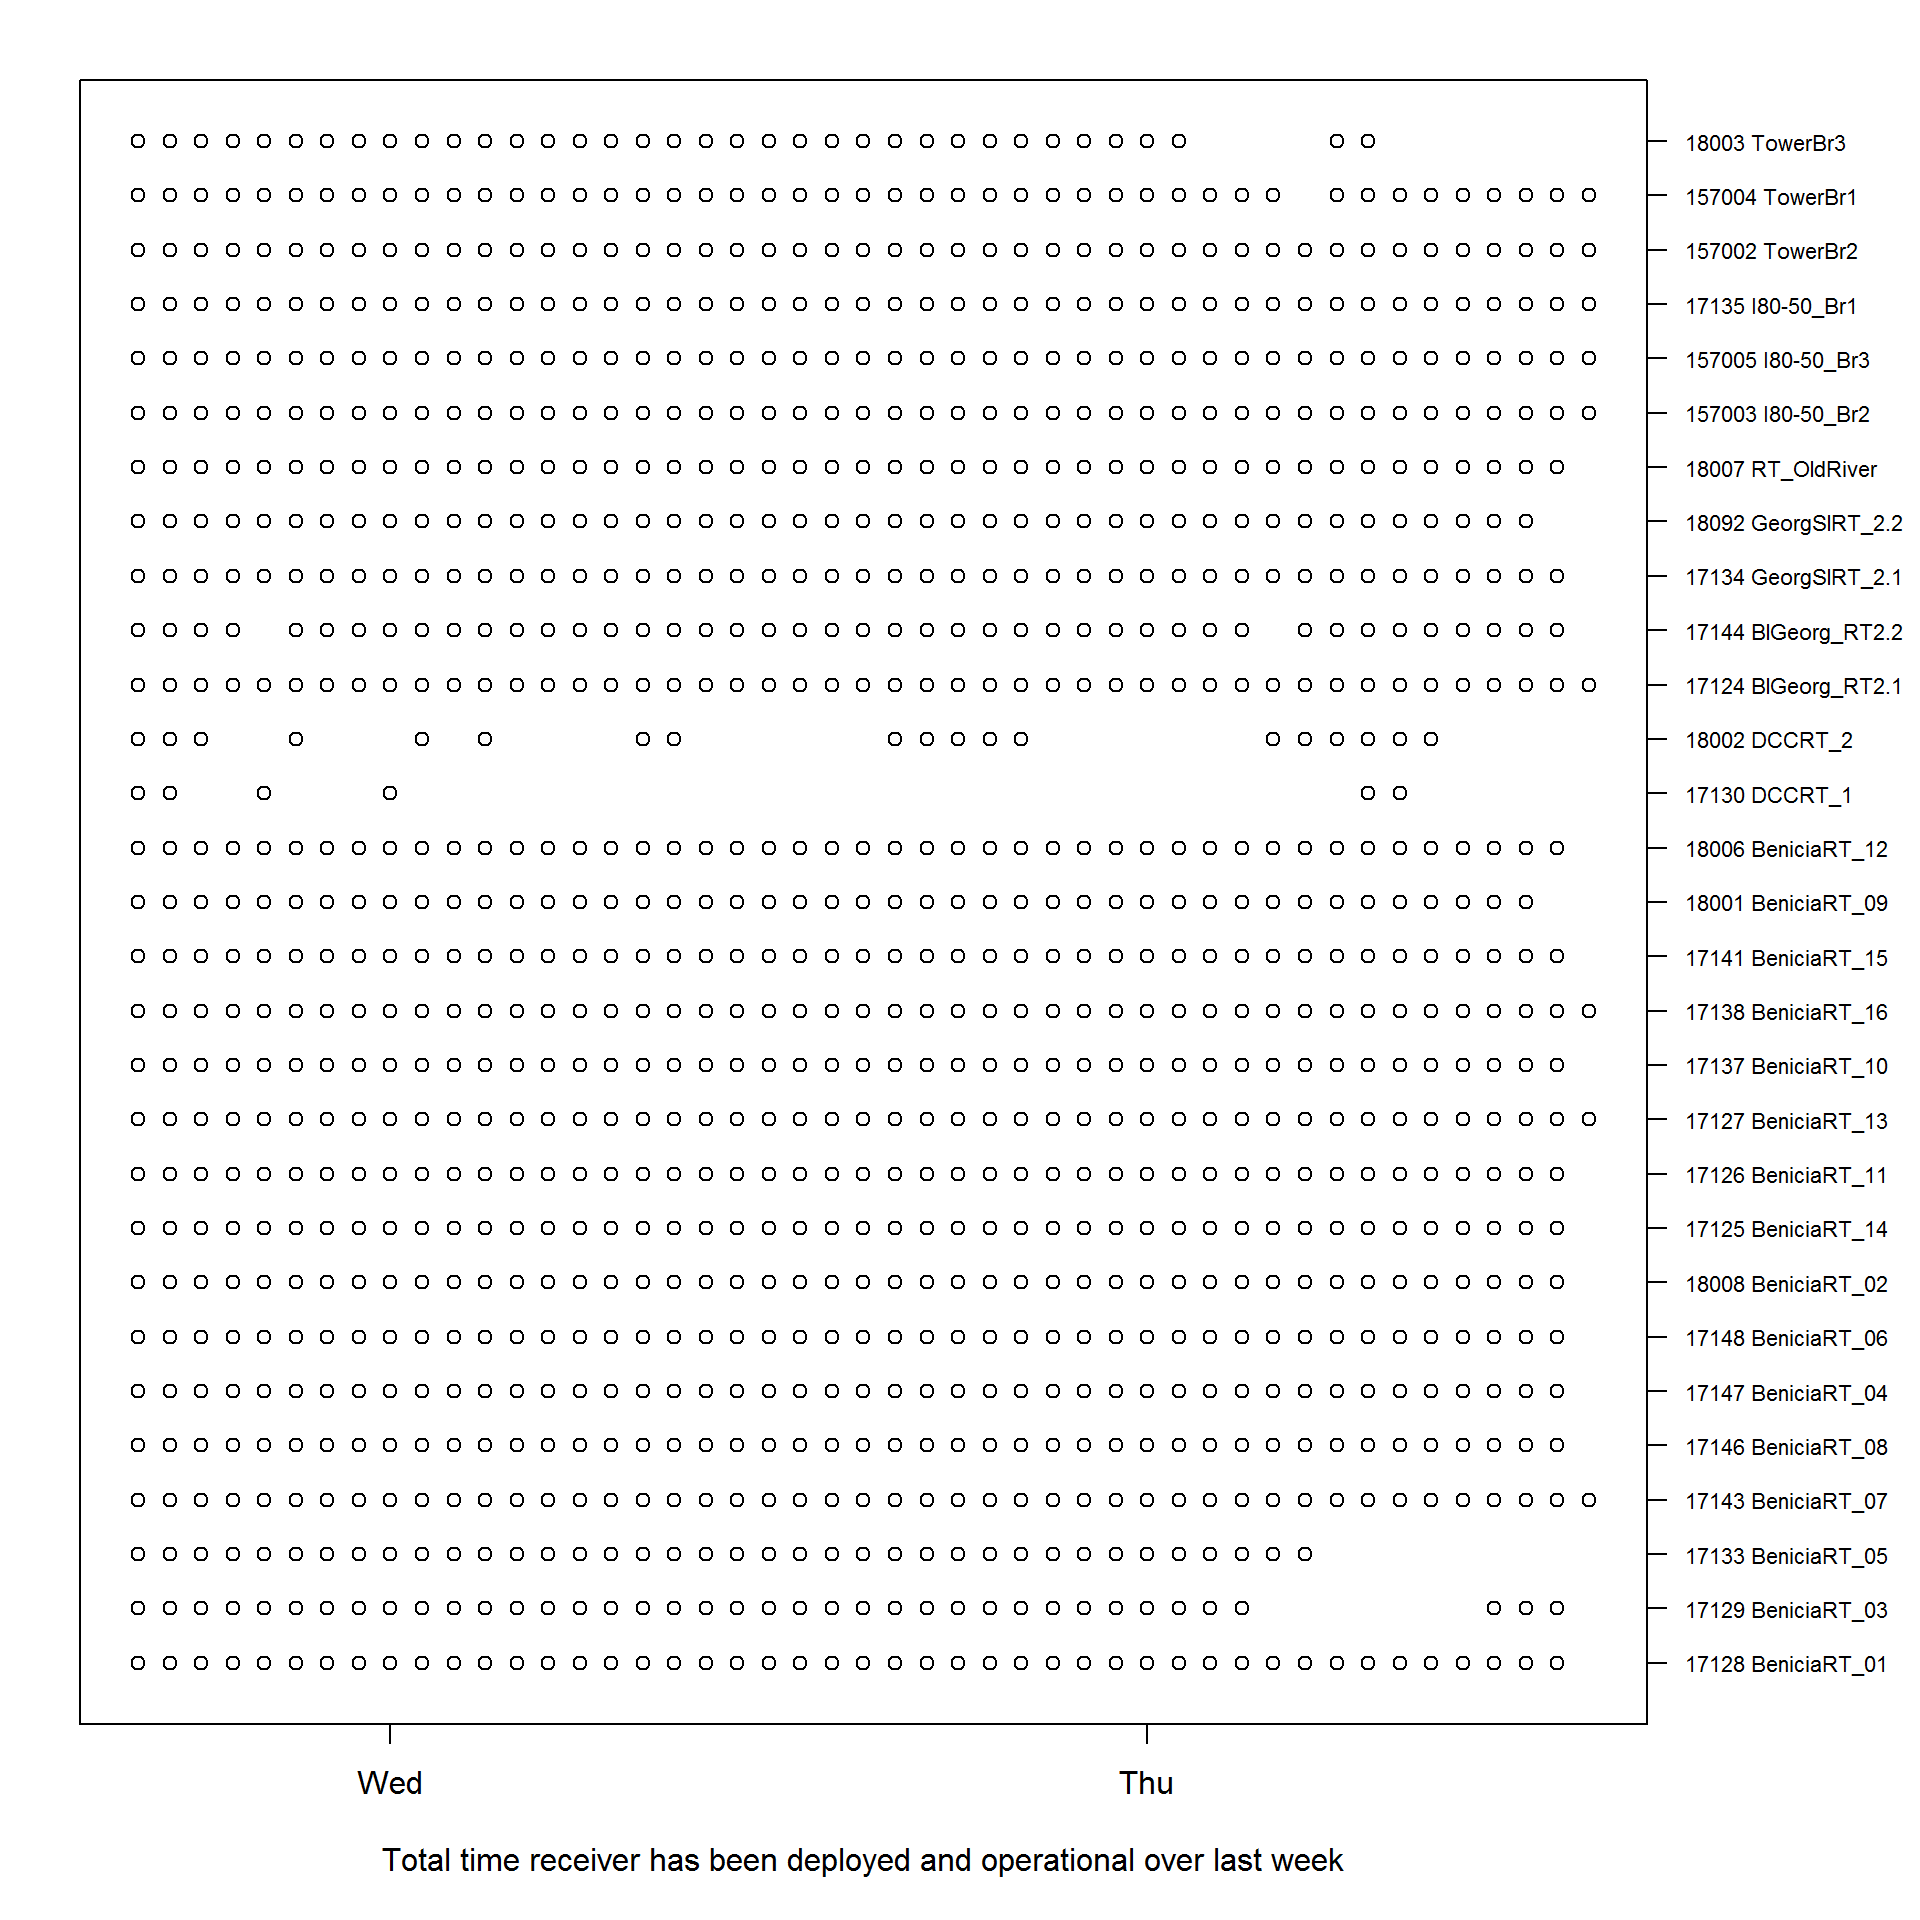 18003 TowerBr3
157004 TowerBr1
157002 TowerBr2
17135 I80-50_Br1
157005 I80-50_Br3
157003 I80-50_Br2
18007 RT_OldRiver
18092 GeorgSlRT_2.2
17134 GeorgSlRT_2.1
17144 BlGeorg_RT2.2
17124 BlGeorg_RT2.1
18002 DCCRT_2
17130 DCCRT_1
18006 BeniciaRT_12
18001 BeniciaRT_09
17141 BeniciaRT_15
17138 BeniciaRT_16
17137 BeniciaRT_10
17127 BeniciaRT_13
17126 BeniciaRT_11
17125 BeniciaRT_14
18008 BeniciaRT_02
17148 BeniciaRT_06
17147 BeniciaRT_04
17146 BeniciaRT_08
17143 BeniciaRT_07
17133 BeniciaRT_05
17129 BeniciaRT_03
17128 BeniciaRT_01
Wed Thu
Total time receiver has been deployed and operational over last week